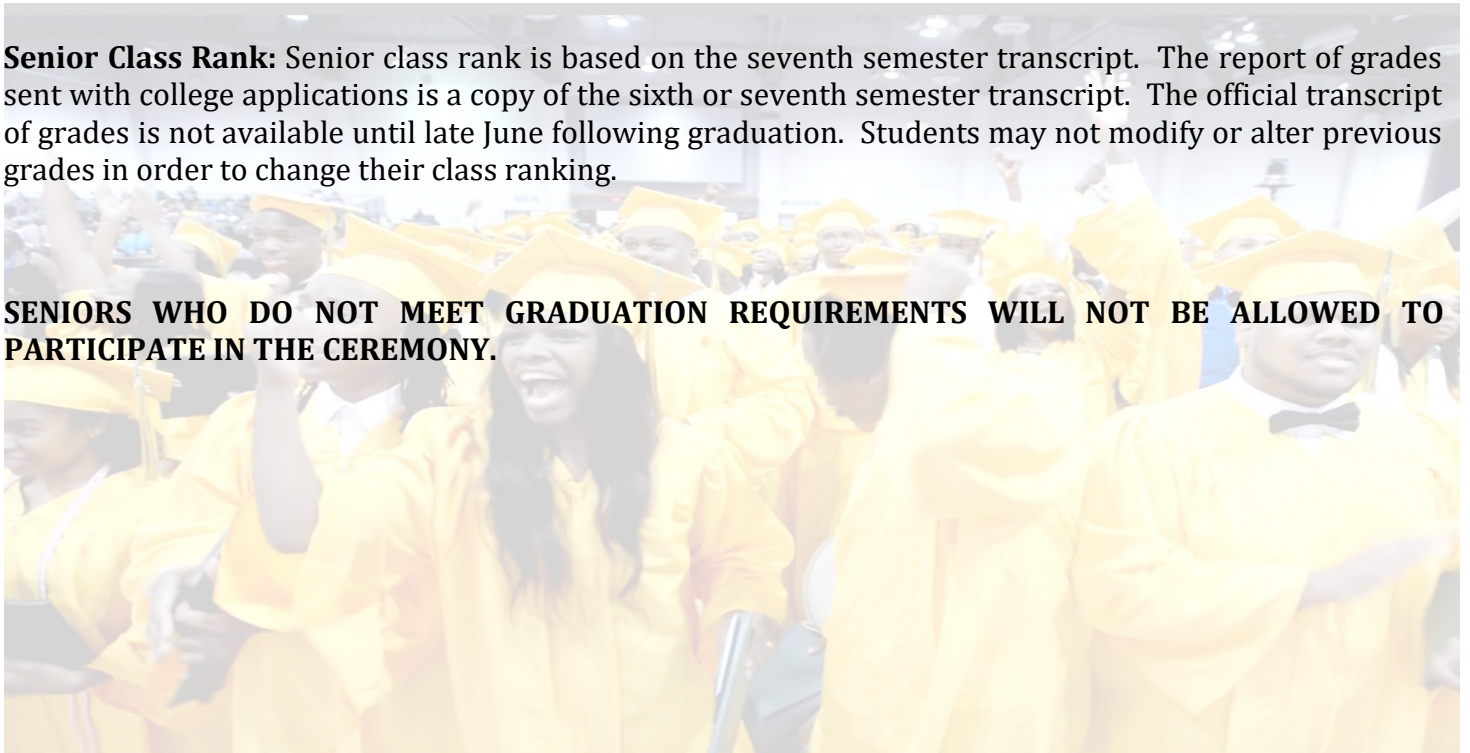 Senior Class Rank: Senior class rank is based on the seventh semester transcript. The report of grades
sent with college applications is a copy of the sixth or seventh semester transcript. The official transcript
of grades is not available until late June following graduation. Students may not modify or alter previous
grades in order to change their class ranking.
SENIORS WHO DO NOT MEET GRADUATION REQUIREMENTS WILL NOT BE ALLOWED TO
PARTICIPATE IN THE CEREMONY.